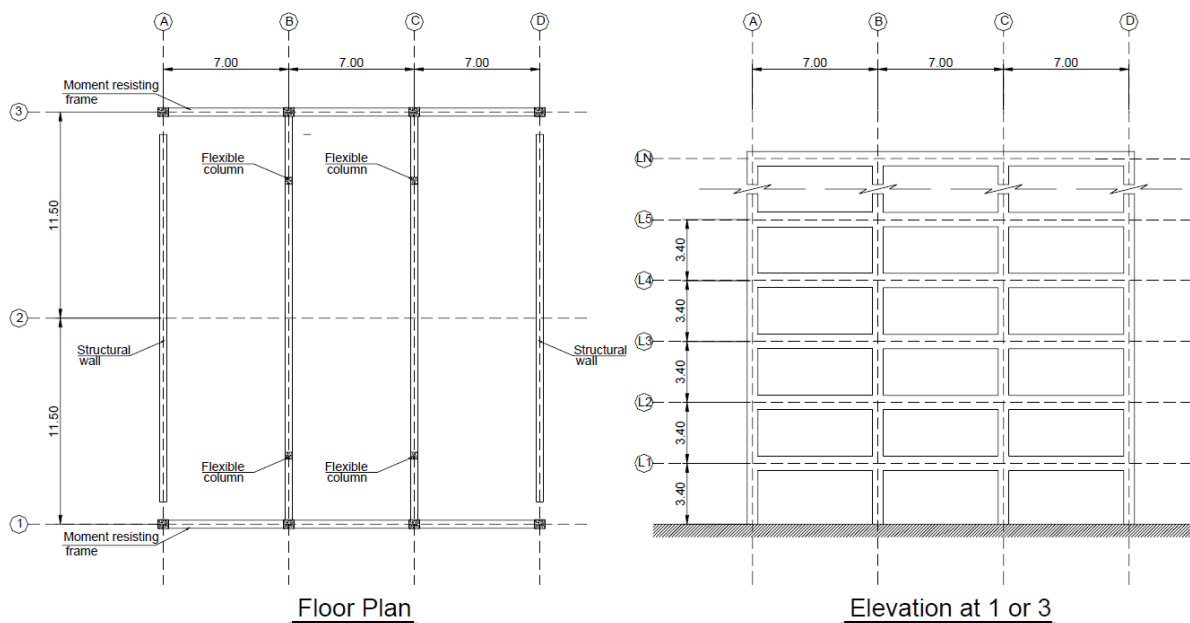 A
B
C
D
7.00
7.00
7.00
Moment resisting
frame
3
Flexible
column
Flexible
column
11.50
2
Structural
wall
Structural
wall
11.50
Flexible
column
Flexible
column
1
Moment resisting
frame
Floor Plan
A
B
C
D
7.00
7.00
7.00
LN
L5
3.40
L4
3.40
L3
3.40
L2
3.40
L1
3.40
Elevation at 1 or 3